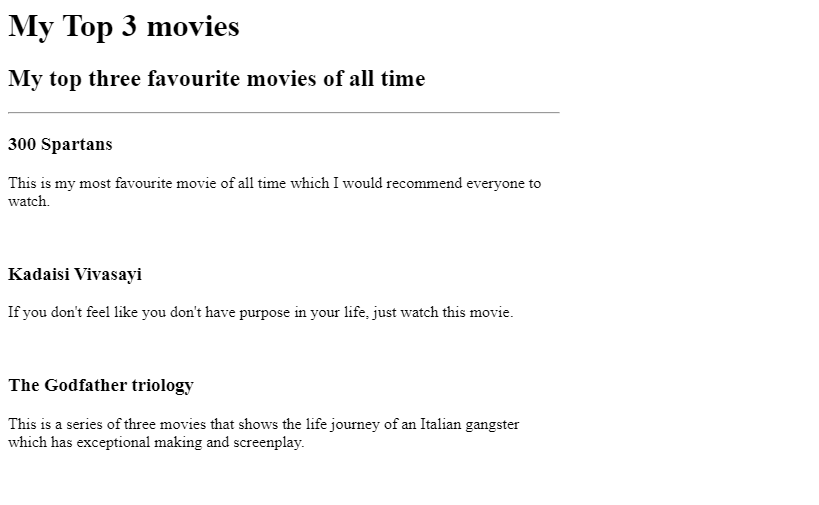 My Top 3 movies
My top three favourite movies of all time
300 Spartans
This is my most favourite movie of all time which I would recommend everyone to
watch.
Kadaisi Vivasayi
If you don't feel like you don't have purpose in your life, just watch this movie.
The Godfather triology
This is a series of three movies that shows the life journey of an Italian gangster
which has exceptional making and screenplay.